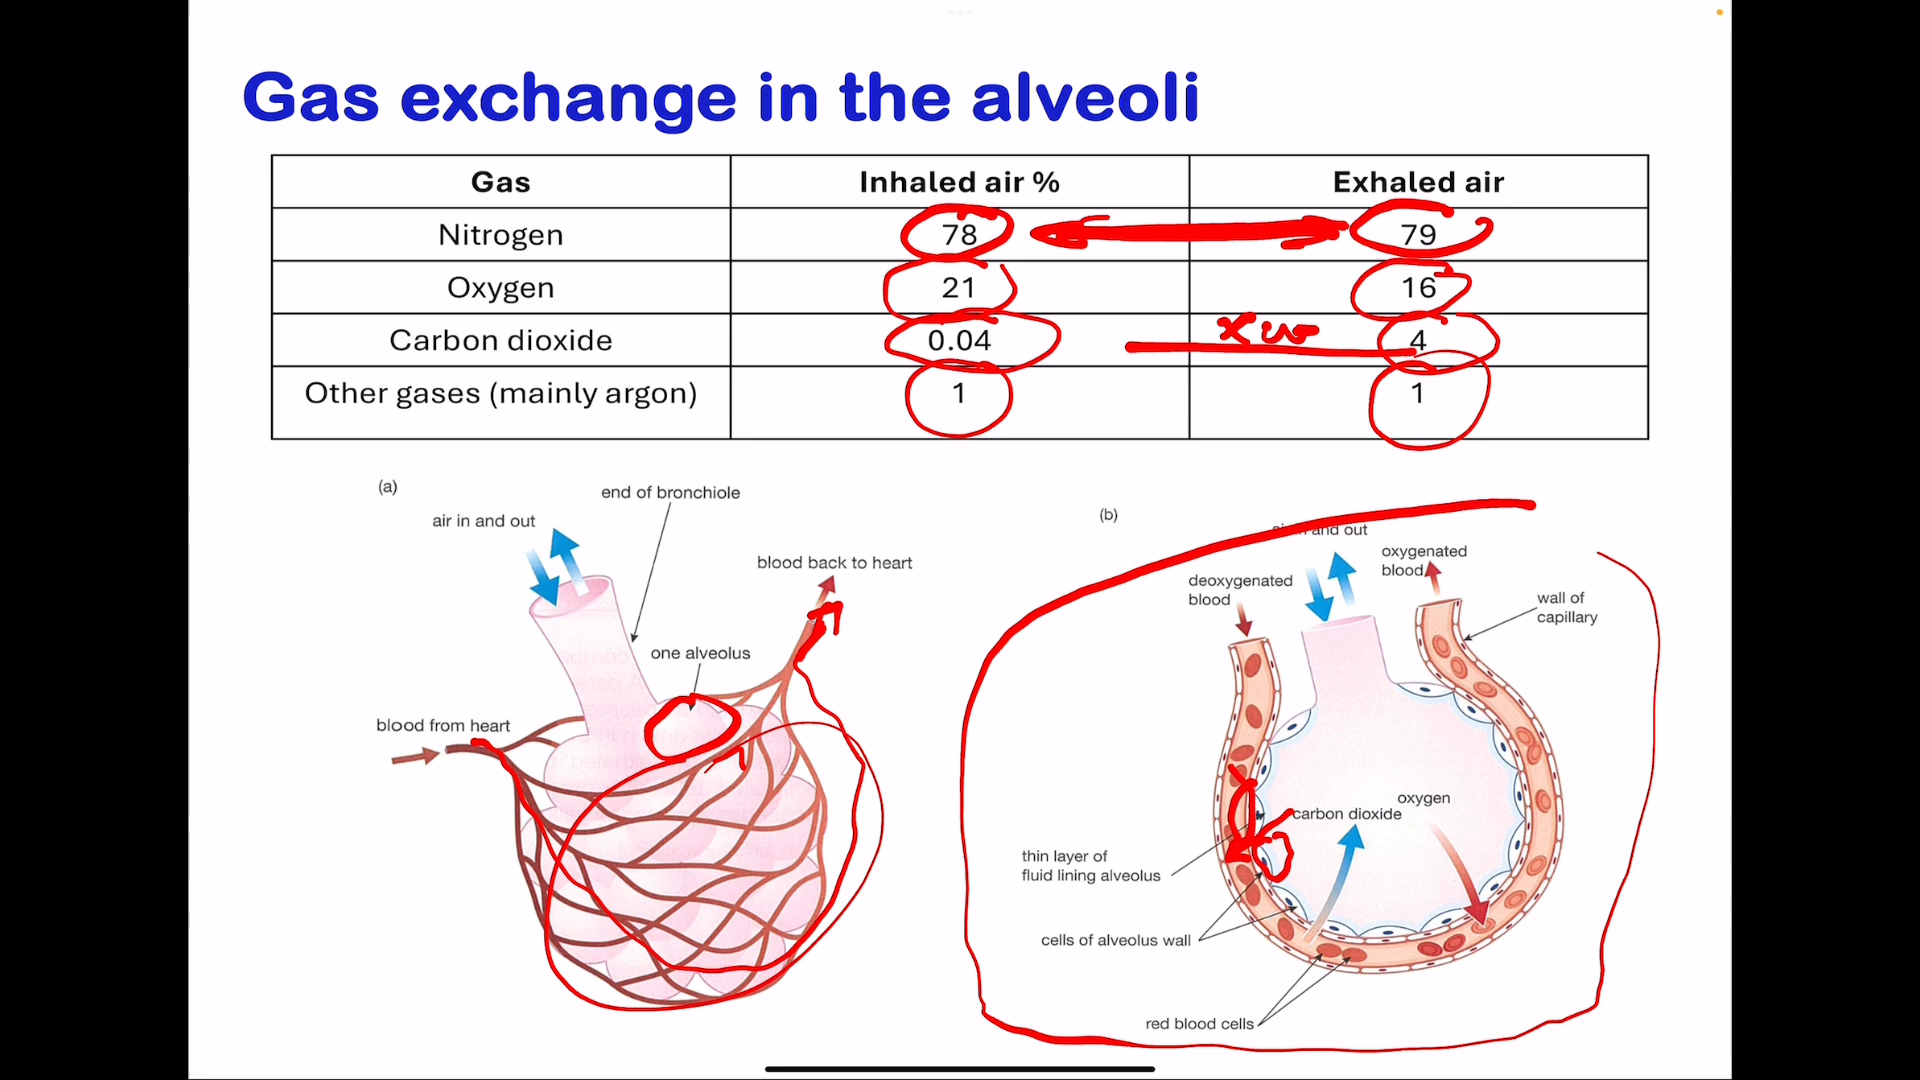 Gas exchange in the alveoli
Gas Inhaled air % Exhaled air
Nitrogen 78 79
Oxygen 21 16
Carbon dioxide 0.04 4
Other gases (mainly argon) 1 1
(a)
end of bronchiole
air in and out
blood back to heart
one alveolus
blood from heart
(b)
and out
oxygenated
blood
deoxygenated
blood
wall of
capillary
oxygen
carbon dioxide
thin layer of
fluid lining alveolus
cells of alveolus wall
red blood cells